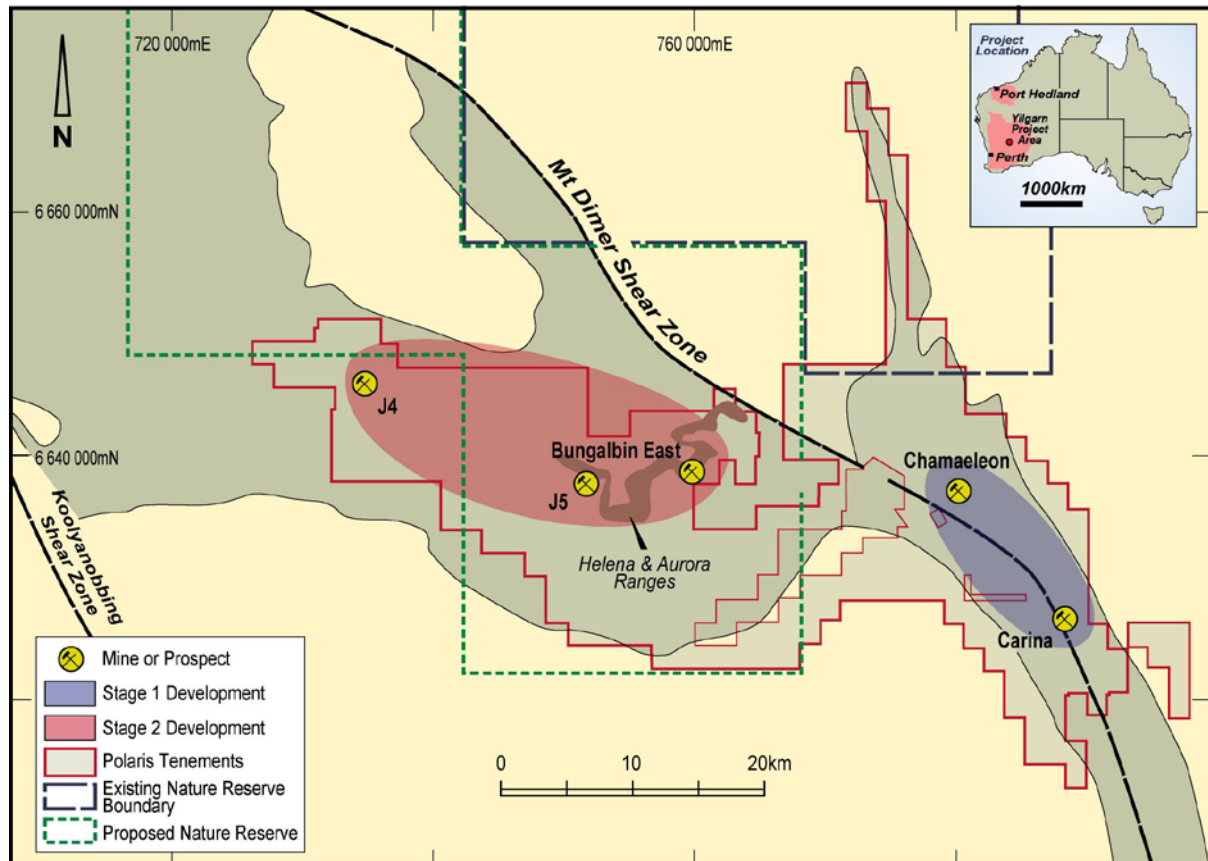 720 000mE
760 000mE
Project
Location
Port Hedland
Yilgarn
Project
Area
Perth
1000km
N
6 660 000mN
Mt Dimer Shear Zone
J4
6 640 000mN
Bungalbin East
J5
Chamaeleon
Koolyanobbing
Shear Zone
Helena & Aurora
Ranges
Carina
Mine or Prospect
Stage 1 Development
Stage 2 Development
Polaris Tenements
Existing Nature Reserve
Boundary
Proposed Nature Reserve
0 10 20km